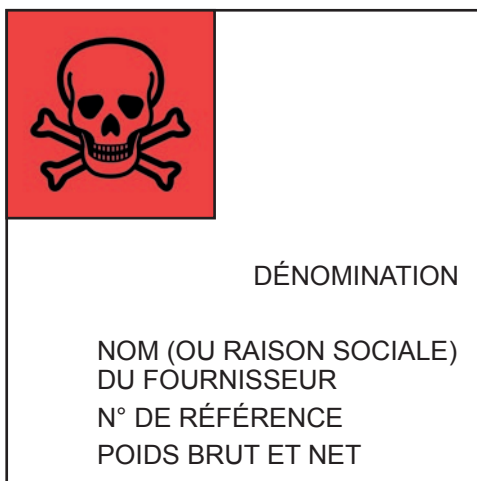 DÉNOMINATION
NOM (OU RAISON SOCIALE)
DU FOURNISSEUR
N° DE RÉFÉRENCE
POIDS BRUT ET NET